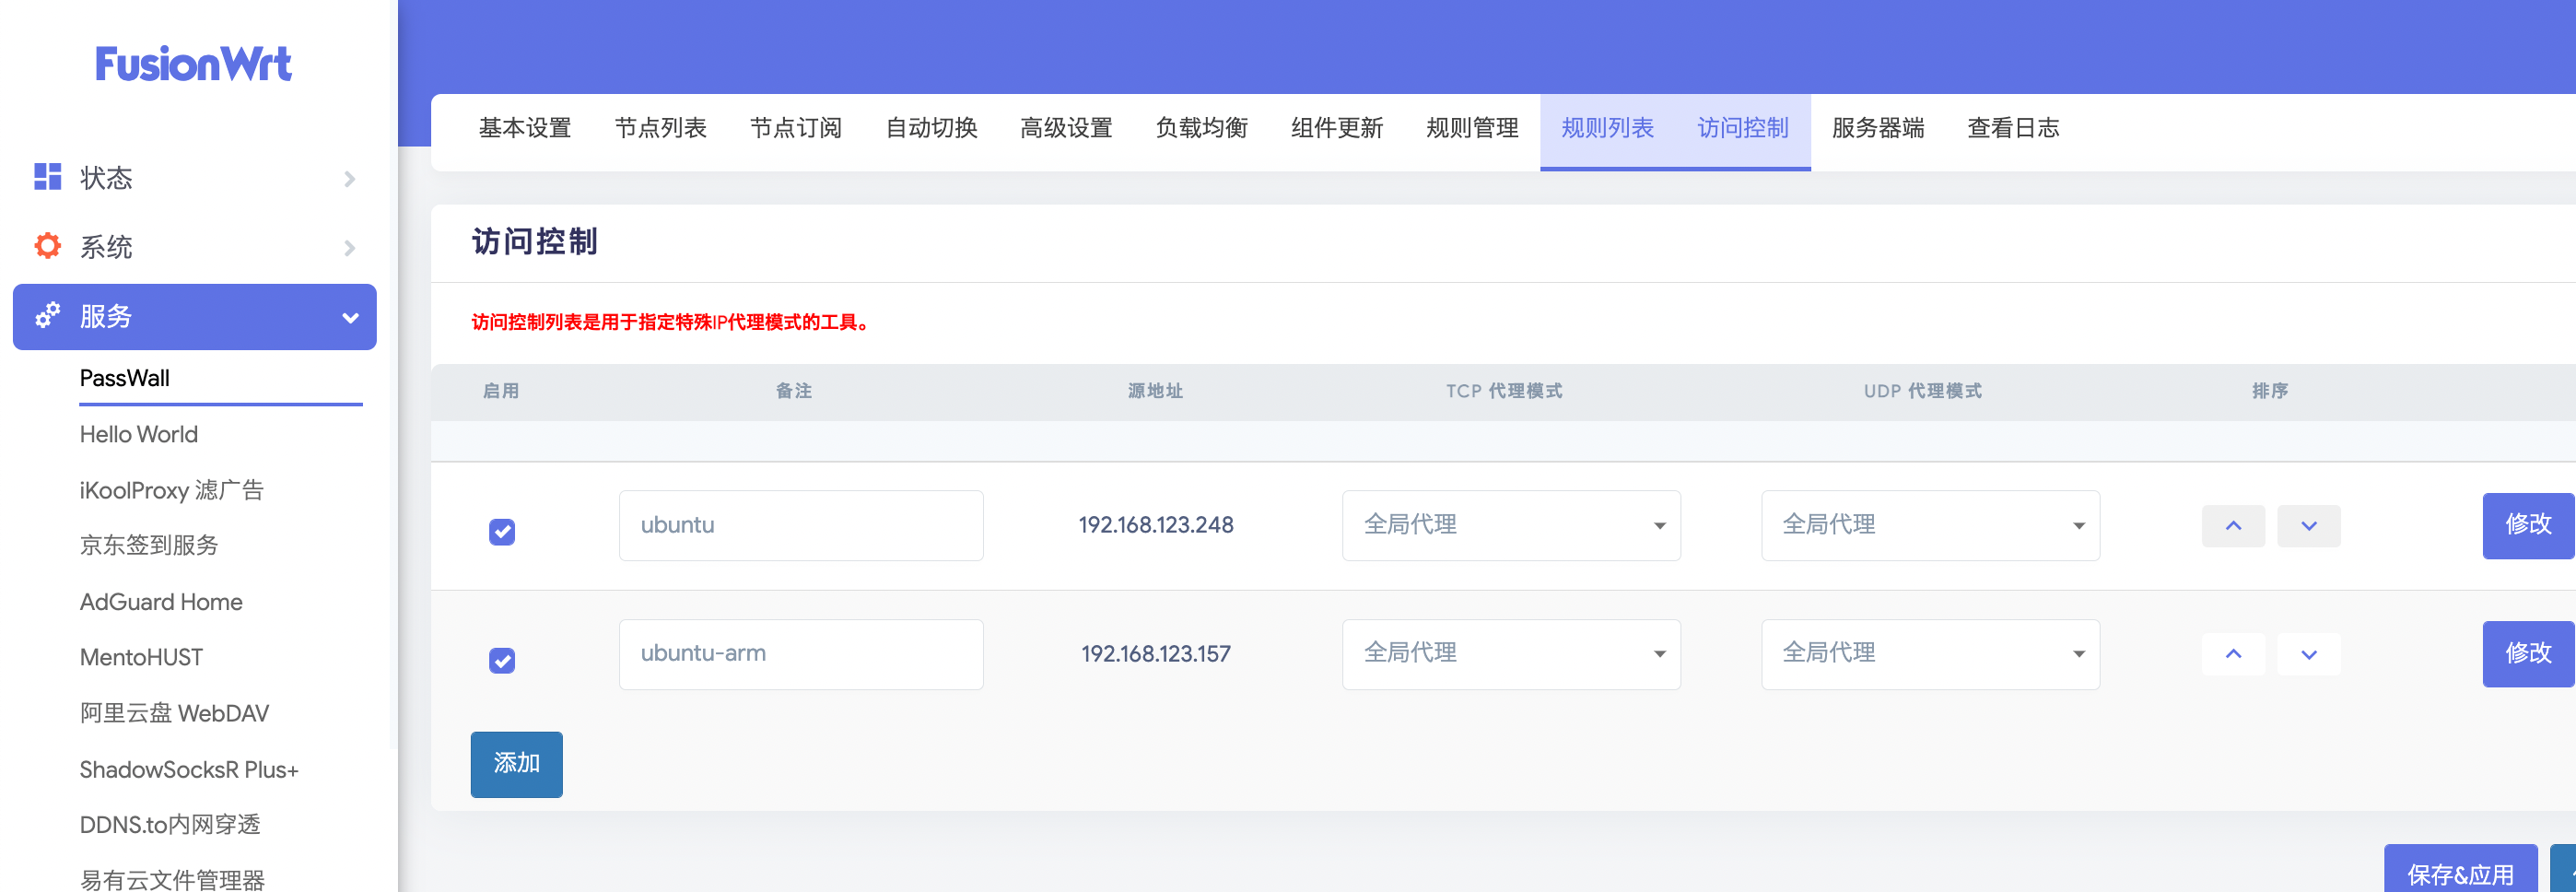 FusionWrt
状态
系统
服务
PassWall
Hello World
iKoolProxy 滤广告
京东签到服务
AdGuard Home
MentoHUST
阿里云盘 WebDAV
ShadowSocksR Plus+
DDNS.to内网穿透
易有云文件管理器
基本设置 节点列表 节点订阅 自动切换 高级设置 负载均衡 组件更新 规则管理 规则列表 访问控制 服务器端 查看日志
访问控制
访问控制列表是用于指定特殊IP代理模式的工具。
启用 备注 源地址 TCP 代理模式 UDP 代理模式 排序
ubuntu 192.168.123.248 全局代理 全局代理 修改
ubuntu-arm 192.168.123.157 全局代理 全局代理 修改
添加
保存&应用